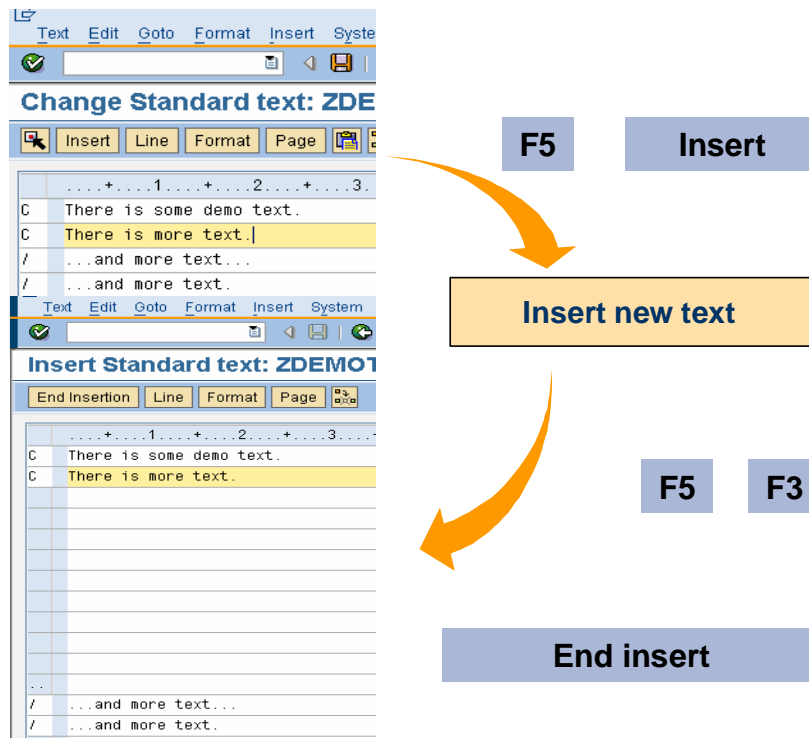 Text Edit Goto Format Insert Syste
Change Standard text: ZDE
Insert Line Format Page
....+....1....+....2....+....3.
C There is some demo text.
C There is more text.
/ ...and more text...
/ ...and more text.
Text Edit Goto Format Insert System
Insert Standard text: ZDEMOT
End Insertion Line Format Page
....+....1....+....2....+....3....+
C There is some demo text.
C There is more text.
..
/ ...and more text...
/ ...and more text.
F5 Insert
Insert new text
F5 F3
End insert